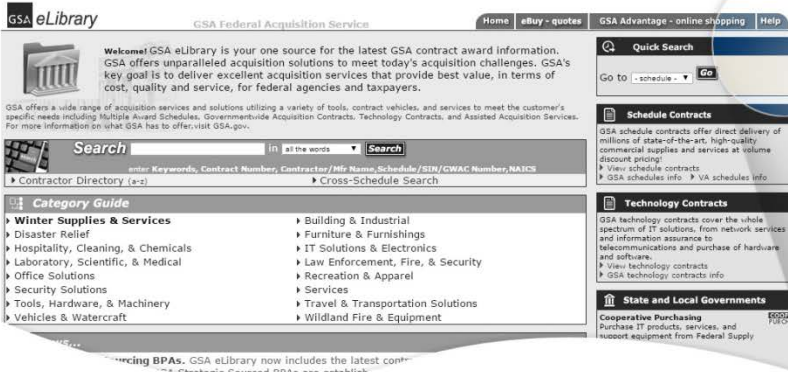 GSA eLibrary
GSA Federal Acquisition Service
Home eBuy - quotes GSA Advantage - online shopping Help
Welcome! GSA eLibrary is your one source for the latest GSA contract award information.
GSA offers unparalleled acquisition solutions to meet today's acquisition challenges. GSA's
key goal is to deliver excellent acquisition services that provide best value, in terms of
cost, quality and service, for federal agencies and taxpayers.
GSA offers a wide range of acquisition services and solutions utilizing a variety of tools, contract vehicles, and services to meet the customer's
specific needs including Multiple Award Schedules, Governmentwide Acquisition Contracts, Technology Contracts, and Assisted Acquisition Services.
For more information on what GSA has to offer, visit GSA.gov.
Search in all the words Search
enter Keywords, Contract Number, Contractor/Mfr Name, Schedule/SIN/GWAC Number, NAICS
Contractor Directory (a-z) Cross-Schedule Search
Category Guide
Winter Supplies & Services
Disaster Relief
Hospitality, Cleaning, & Chemicals
Laboratory, Scientific, & Medical
Office Solutions
Security Solutions
Tools, Hardware, & Machinery
Vehicles & Watercraft
Building & Industrial
Furniture & Furnishings
IT Solutions & Electronics
Law Enforcement, Fire, & Security
Recreation & Apparel
Services
Travel & Transportation Solutions
Wildland Fire & Equipment
BPAs. GSA eLibrary now includes the latest
GSA Strategic Sourced BPAs are
Quick Search
Go to - schedule - Go
Schedule Contracts
GSA schedule contracts offer direct delivery of
millions of state-of-the-art, high-quality
commercial supplies and services at volume
discount pricing!
View schedule contracts
GSA schedules info VA schedules info
Technology Contracts
GSA technology contracts cover the whole
spectrum of IT solutions, from network services
and information assurance to
telecommunications and purchase of hardware
and software.
View technology contracts
GSA technology contracts info
State and Local Governments
Cooperative Purchasing
Purchase IT products, services, and
support equipment from Federal Supply